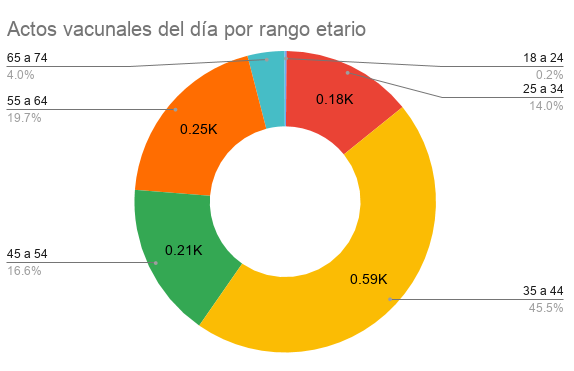 Actos vacunales del día por rango etario
65 a 74
4.0%
18 a 24
0.2%
25 a 34
14.0%
55 a 64
19.7%
0.18K
0.25K
45 a 54
16.6%
0.21K
0.59K
35 a 44
45.5%